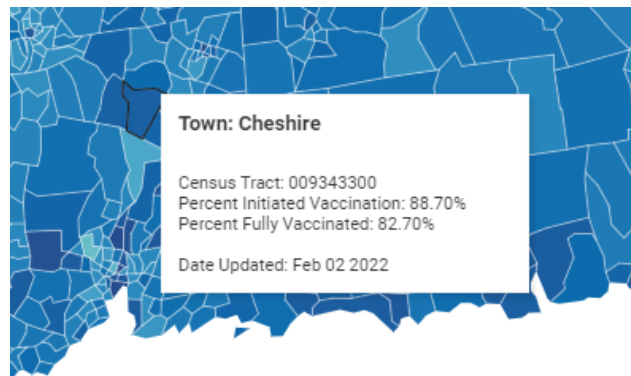 Town: Cheshire
Census Tract: 009343300
Percent Initiated Vaccination: 88.70%
Percent Fully Vaccinated: 82.70%
Date Updated: Feb 02 2022